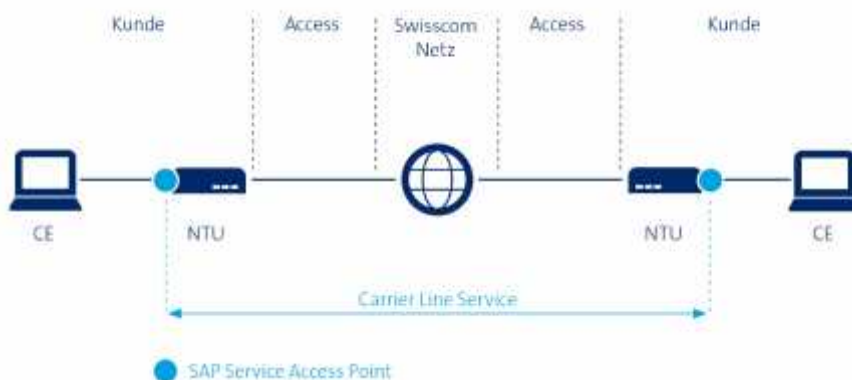 Kunde
Access
Swisscom
Netz
Access
Kunde
CE
NTU
NTU
CE
Carrier Line Service
SAP Service Access Point